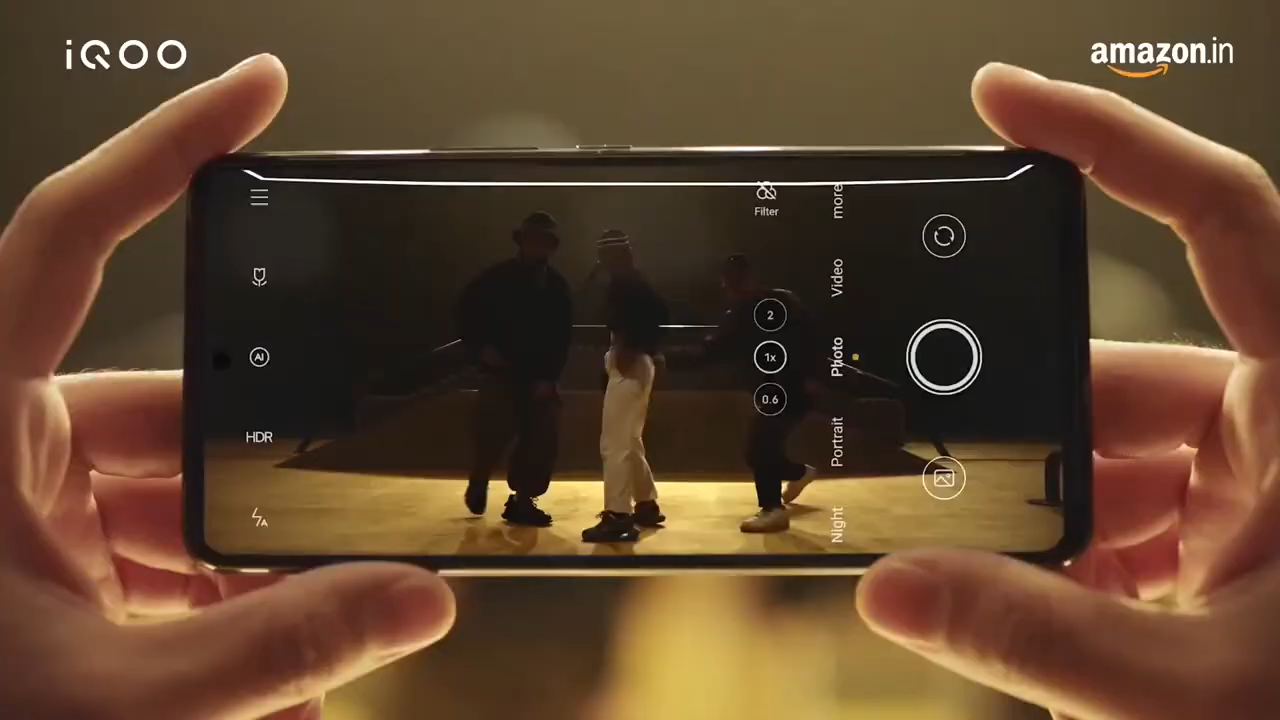 iQOO
amazon.in
Filter
more
Video
2
1x
0.6
Photo
Portrait
Night
AI
HDR
A